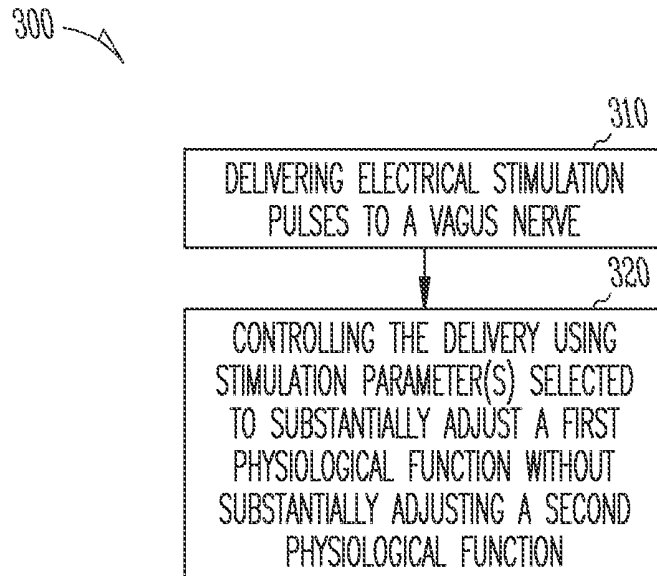 300
310
DELIVERING ELECTRICAL STIMULATION
PULSES TO A VAGUS NERVE
320
CONTROLLING THE DELIVERY USING
STIMULATION PARAMETER(S) SELECTED
TO SUBSTANTIALLY ADJUST A FIRST
PHYSIOLOGICAL FUNCTION WITHOUT
SUBSTANTIALLY ADJUSTING A SECOND
PHYSIOLOGICAL FUNCTION